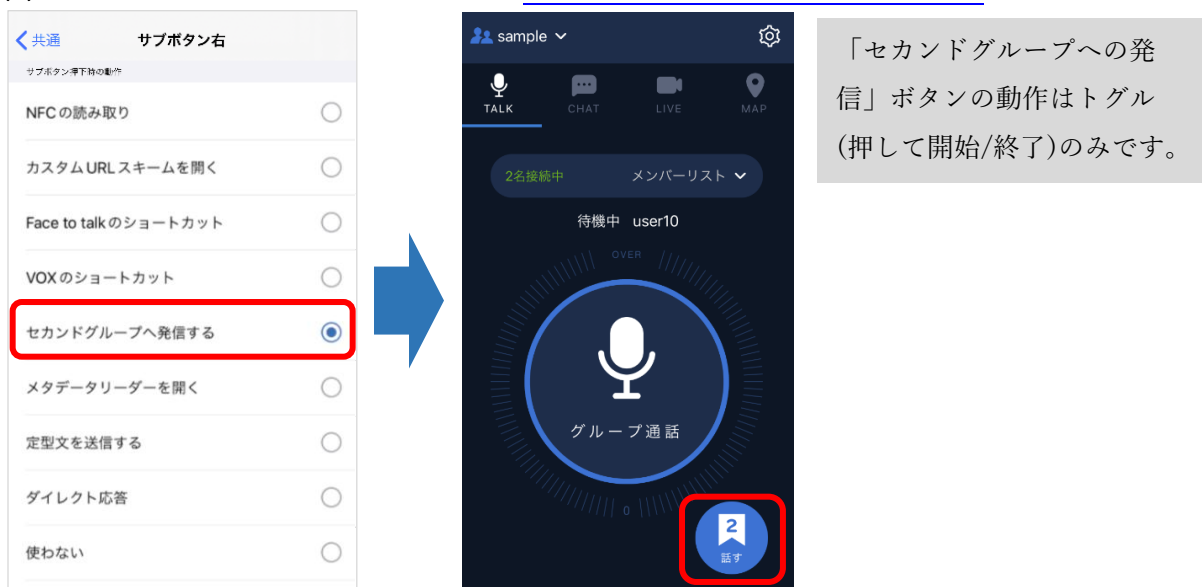 共通
サブボタン右
サブボタン押下時の動作
NFCの読み取り
カスタムURLスキームを開く
Face to talkのショートカット
VOXのショートカット
セカンドグループへ発信する
メタデータリーダーを開く
定型文を送信する
ダイレクト応答
使わない
sample
TALK CHAT LIVE MAP
2名接続中 メンバーリスト
待機中 user10
OVER
グループ通話
0
2
話す
「セカンドグループへの発
信」ボタンの動作はトグル
(押して開始/終了)のみです。